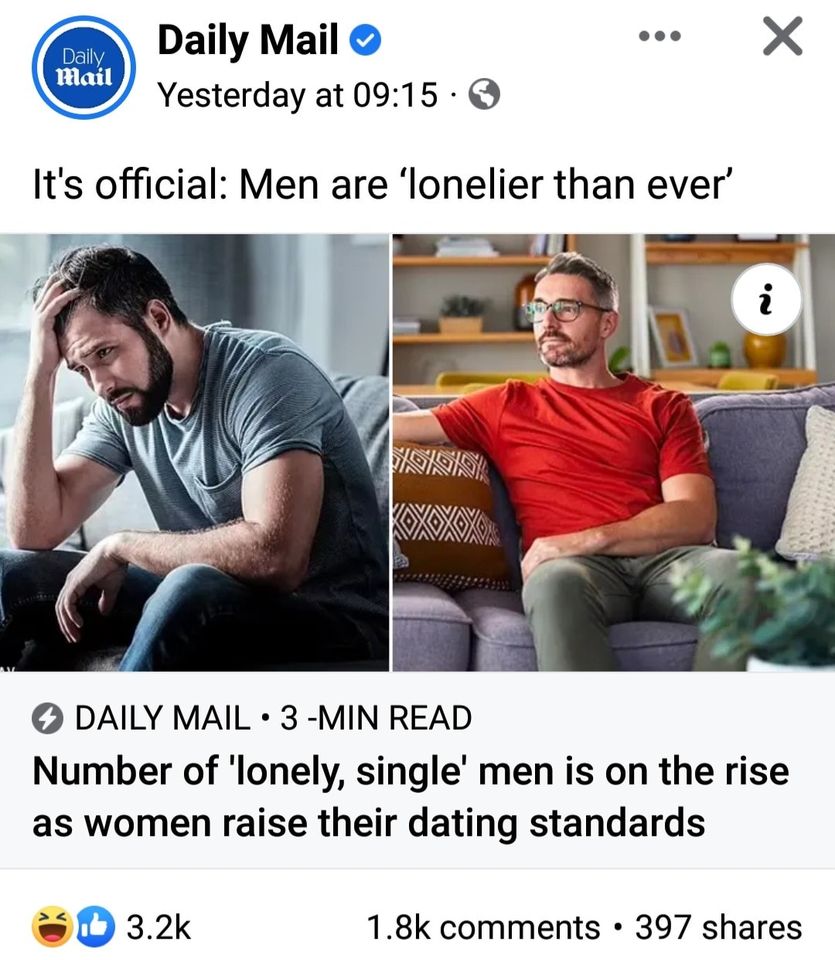 Daily
Mail
Daily Mail
Yesterday at 09:15 ·
It's official: Men are ‘lonelier than ever’
i
DAILY MAIL • 3 -MIN READ
Number of 'lonely, single' men is on the rise
as women raise their dating standards
3.2k
1.8k comments • 397 shares